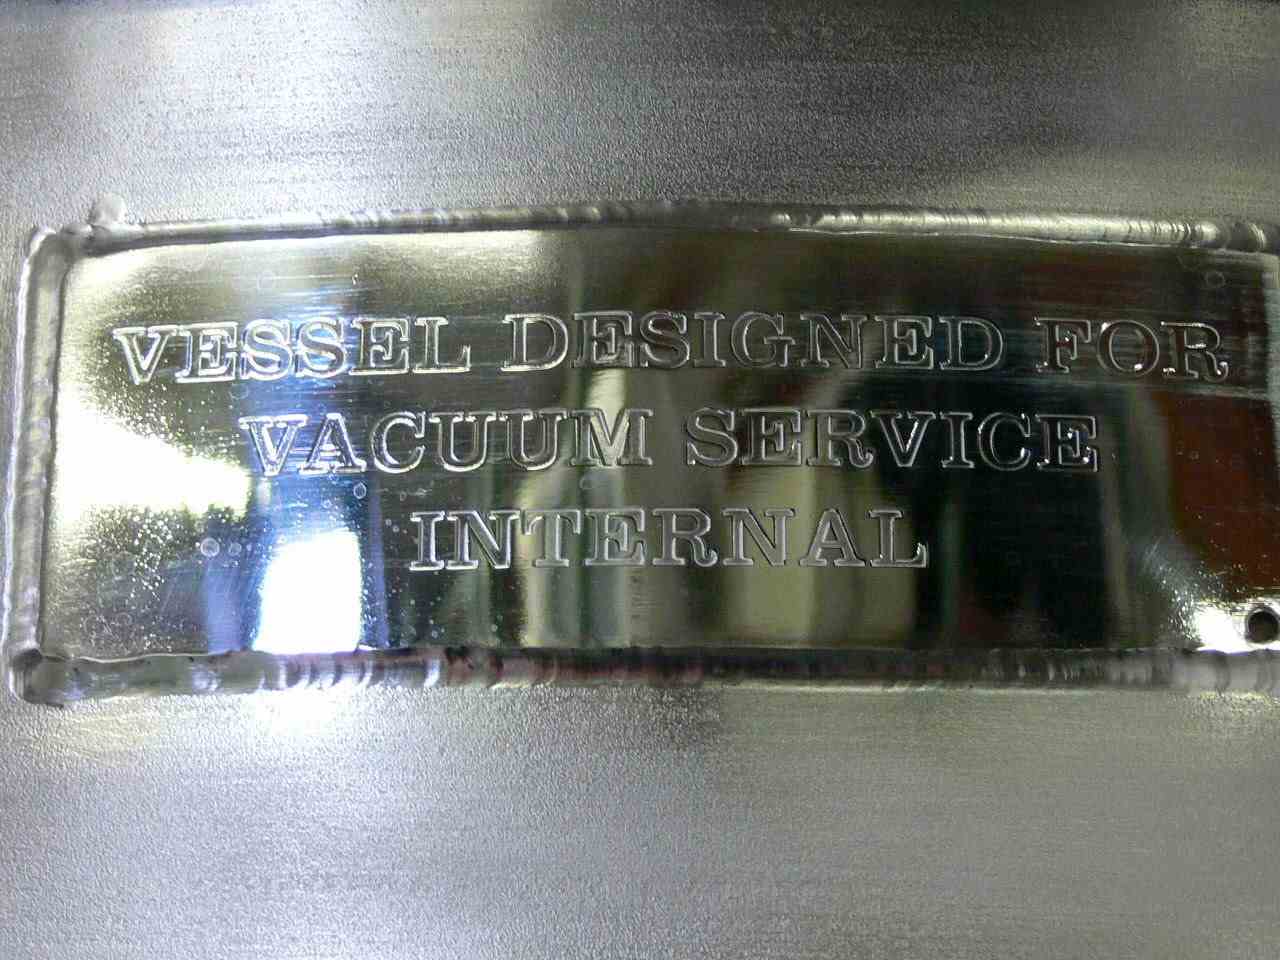 VESSEL DESIGNED FOR
VACUUM SERVICE
INTERNAL